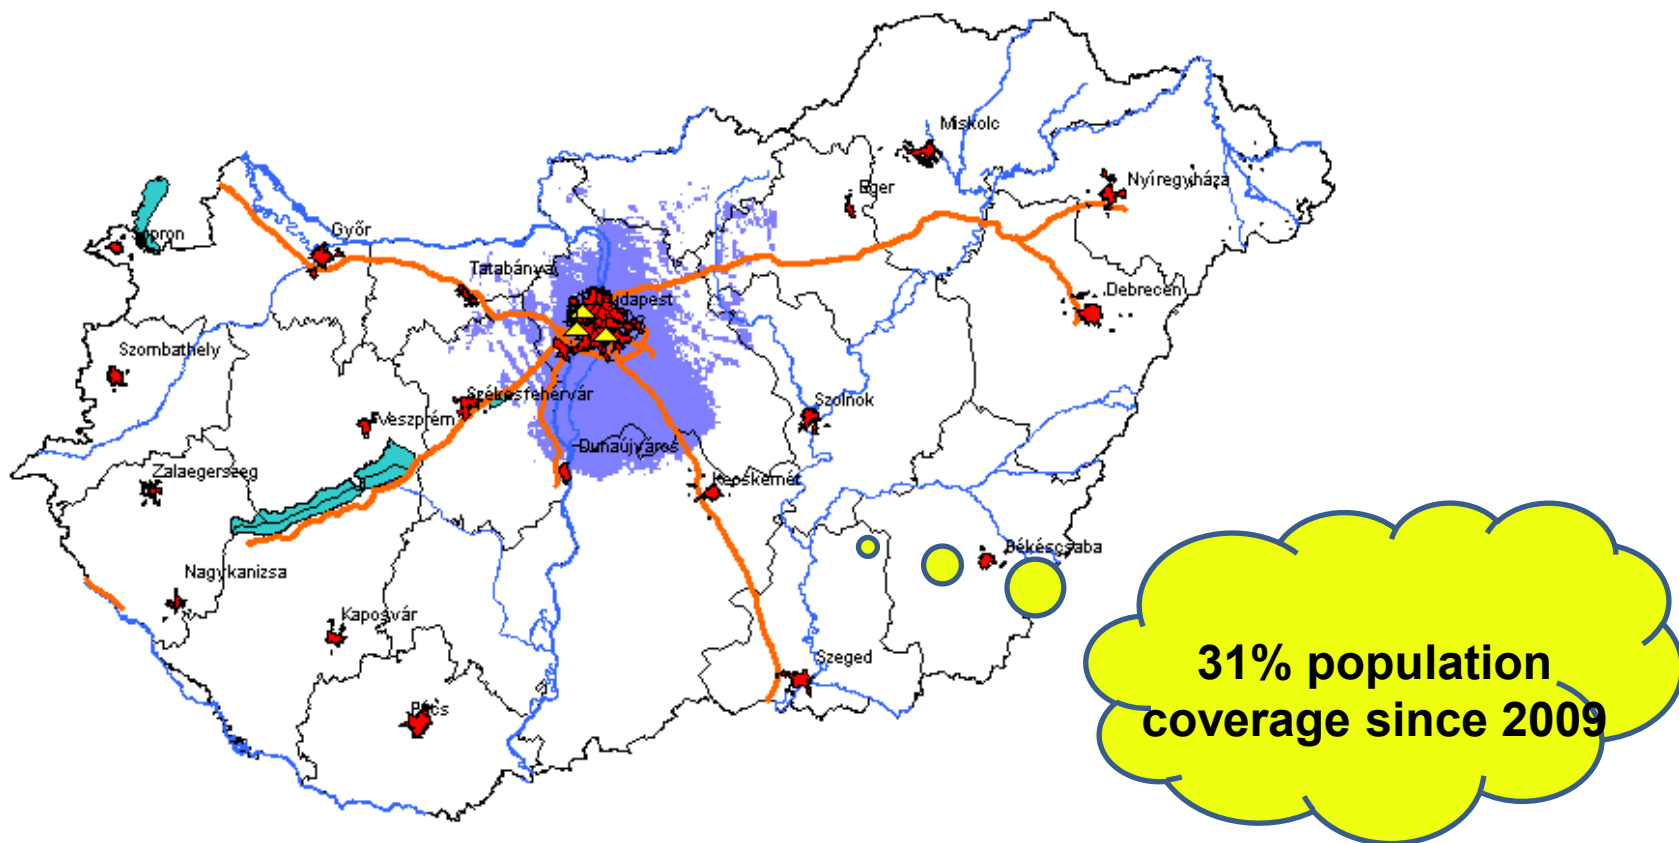 Miskolc
Nyíregyháza
Eger
Győr
Sopron
Tatabánya
Budapest
Debrecen
Szombathely
Székesfehérvár
Veszprém
Szolnok
Dunaújváros
Zalaegerszeg
Kecskemét
Békéscsaba
Nagykanizsa
Kaposvár
Szeged
Pécs
31% population
coverage since 2009